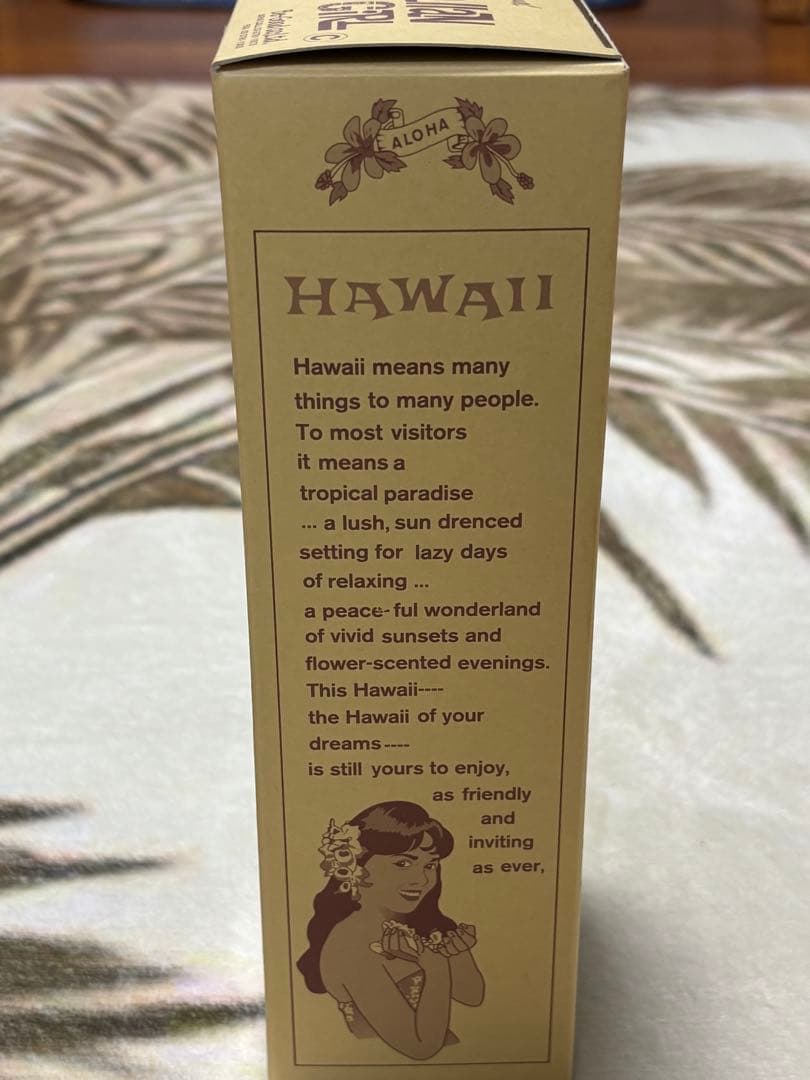 GIRL ©
ALOHA
HAWAII
Hawaii means many
things to many people.
To most visitors
it means a
tropical paradise
... a lush, sun drenced
setting for lazy days
of relaxing ...
a peace-ful wonderland
of vivid sunsets and
flower-scented evenings.
This Hawaii----
the Hawaii of your
dreams----
is still yours to enjoy,
as friendly
and
inviting
as ever,